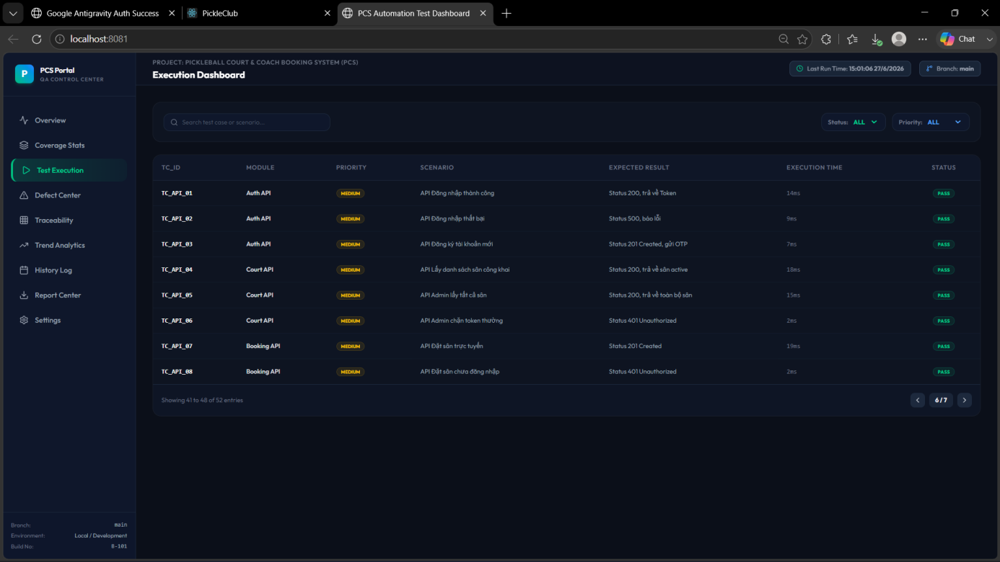 Google Antigravity Auth Success
PickleClub
PCS Automation Test Dashboard
localhost:8081
Chat
P
PCS Portal
QA CONTROL CENTER
PROJECT: PICKLEBALL COURT & COACH BOOKING SYSTEM (PCS)
Execution Dashboard
Last Run Time: 15:01:06 27/6/2026
Branch: main
Overview
Coverage Stats
Test Execution
Defect Center
Traceability
Trend Analytics
History Log
Report Center
Settings
Search test case or scenario...
Status: ALL
Priority: ALL
TC_ID MODULE PRIORITY SCENARIO EXPECTED RESULT EXECUTION TIME STATUS
TC_API_01 Auth API MEDIUM API Đăng nhập thành công Status 200, trả về Token 14ms PASS
TC_API_02 Auth API MEDIUM API Đăng nhập thất bại Status 500, báo lỗi 9ms PASS
TC_API_03 Auth API MEDIUM API Đăng ký tài khoản mới Status 201 Created, gửi OTP 7ms PASS
TC_API_04 Court API MEDIUM API Lấy danh sách sân công khai Status 200, trả về sân active 18ms PASS
TC_API_05 Court API MEDIUM API Admin lấy tất cả sân Status 200, trả về toàn bộ sân 15ms PASS
TC_API_06 Court API MEDIUM API Admin chặn token thường Status 401 Unauthorized 2ms PASS
TC_API_07 Booking API MEDIUM API Đặt sân trực tuyến Status 201 Created 19ms PASS
TC_API_08 Booking API MEDIUM API Đặt sân chưa đăng nhập Status 401 Unauthorized 2ms PASS
Showing 41 to 48 of 52 entries
6 / 7
Branch: main
Environment: Local / Development
Build No: B-101